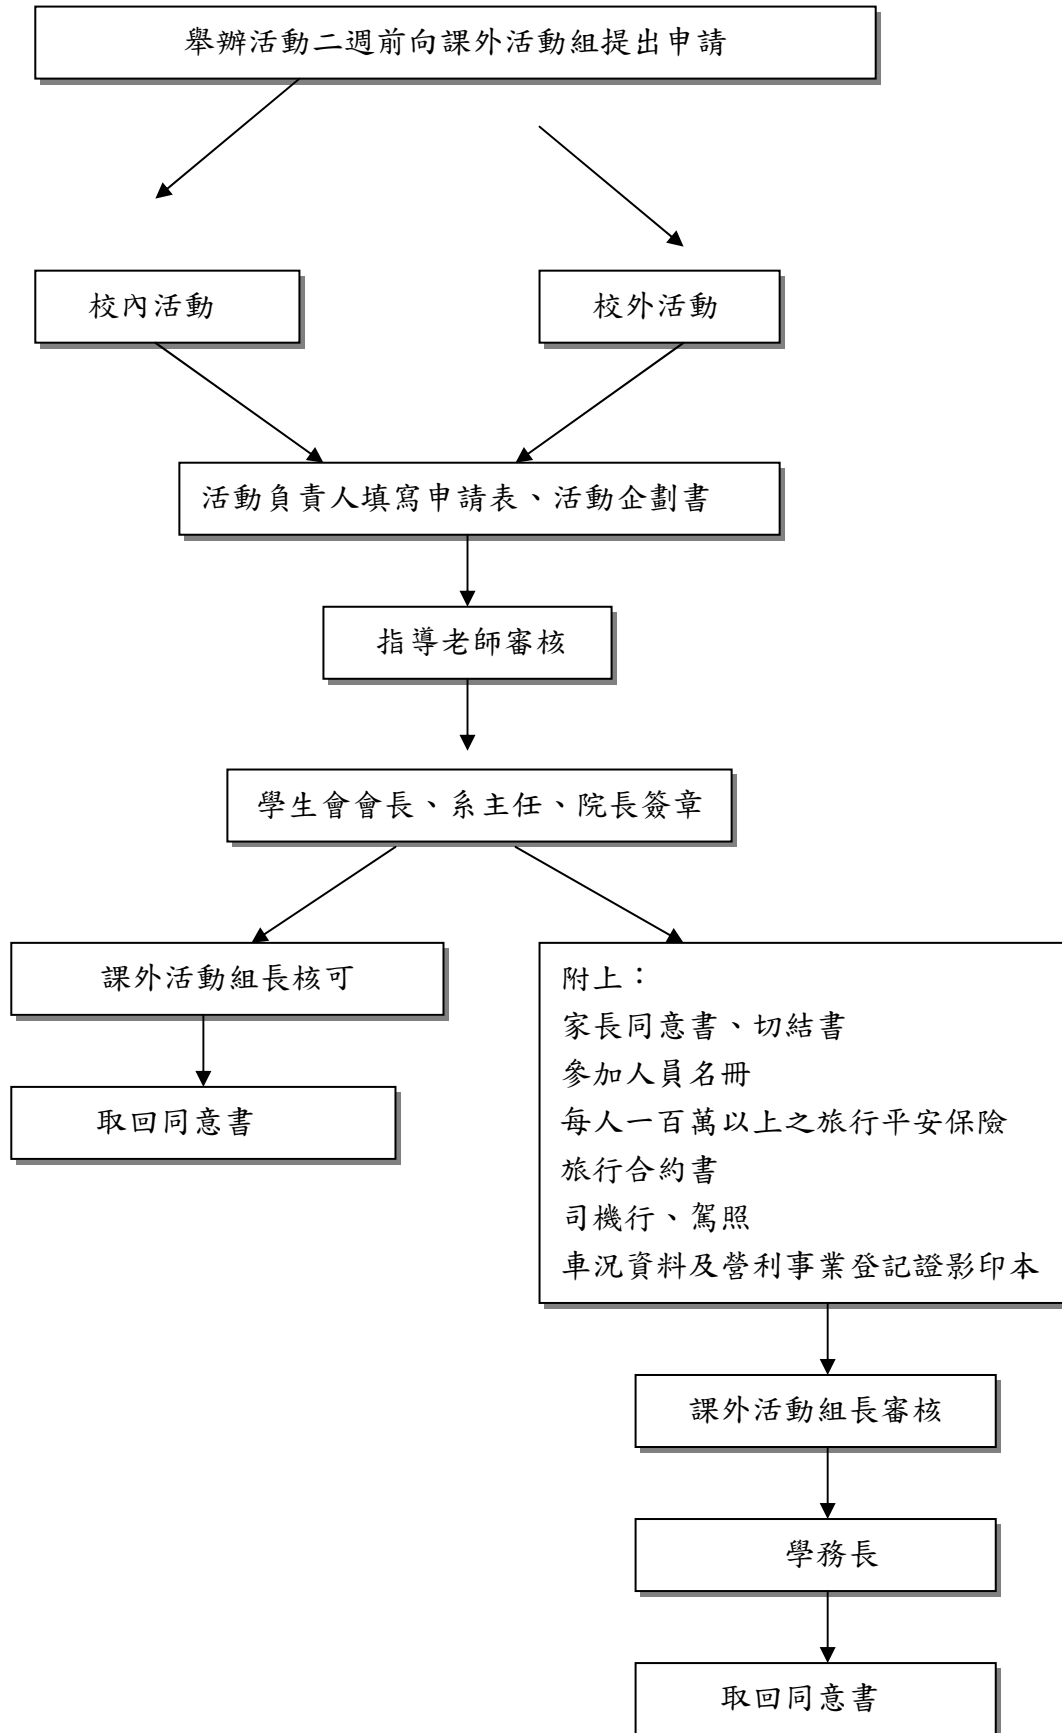 舉辦活動二週前向課外活動組提出申請
校內活動
校外活動
活動負責人填寫申請表、活動企劃書
指導老師審核
學生會會長、系主任、院長簽章
課外活動組長核可
取回同意書
附上：
家長同意書、切結書
參加人員名冊
每人一百萬以上之旅行平安保險
旅行合約書
司機行、駕照
車況資料及營利事業登記證影印本
課外活動組長審核
學務長
取回同意書